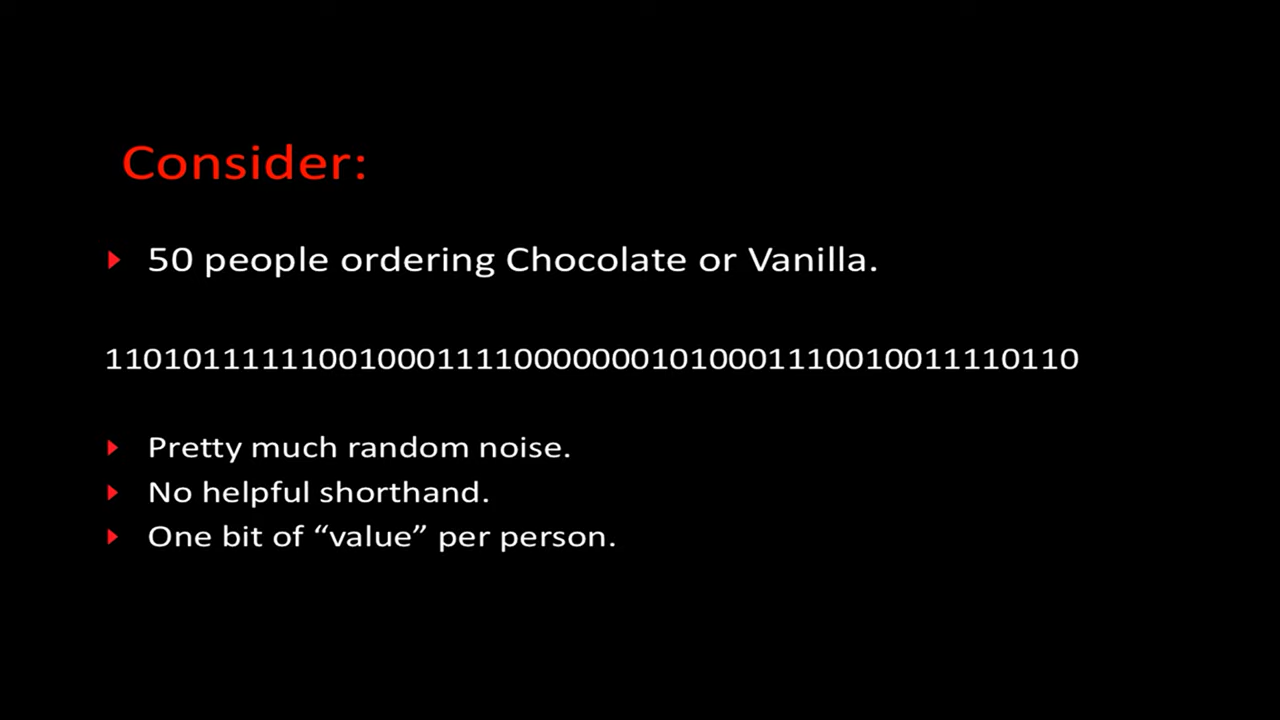 Consider:
50 people ordering Chocolate or Vanilla.
11010111111001000111100000001010001110010011110110
Pretty much random noise.
No helpful shorthand.
One bit of “value” per person.